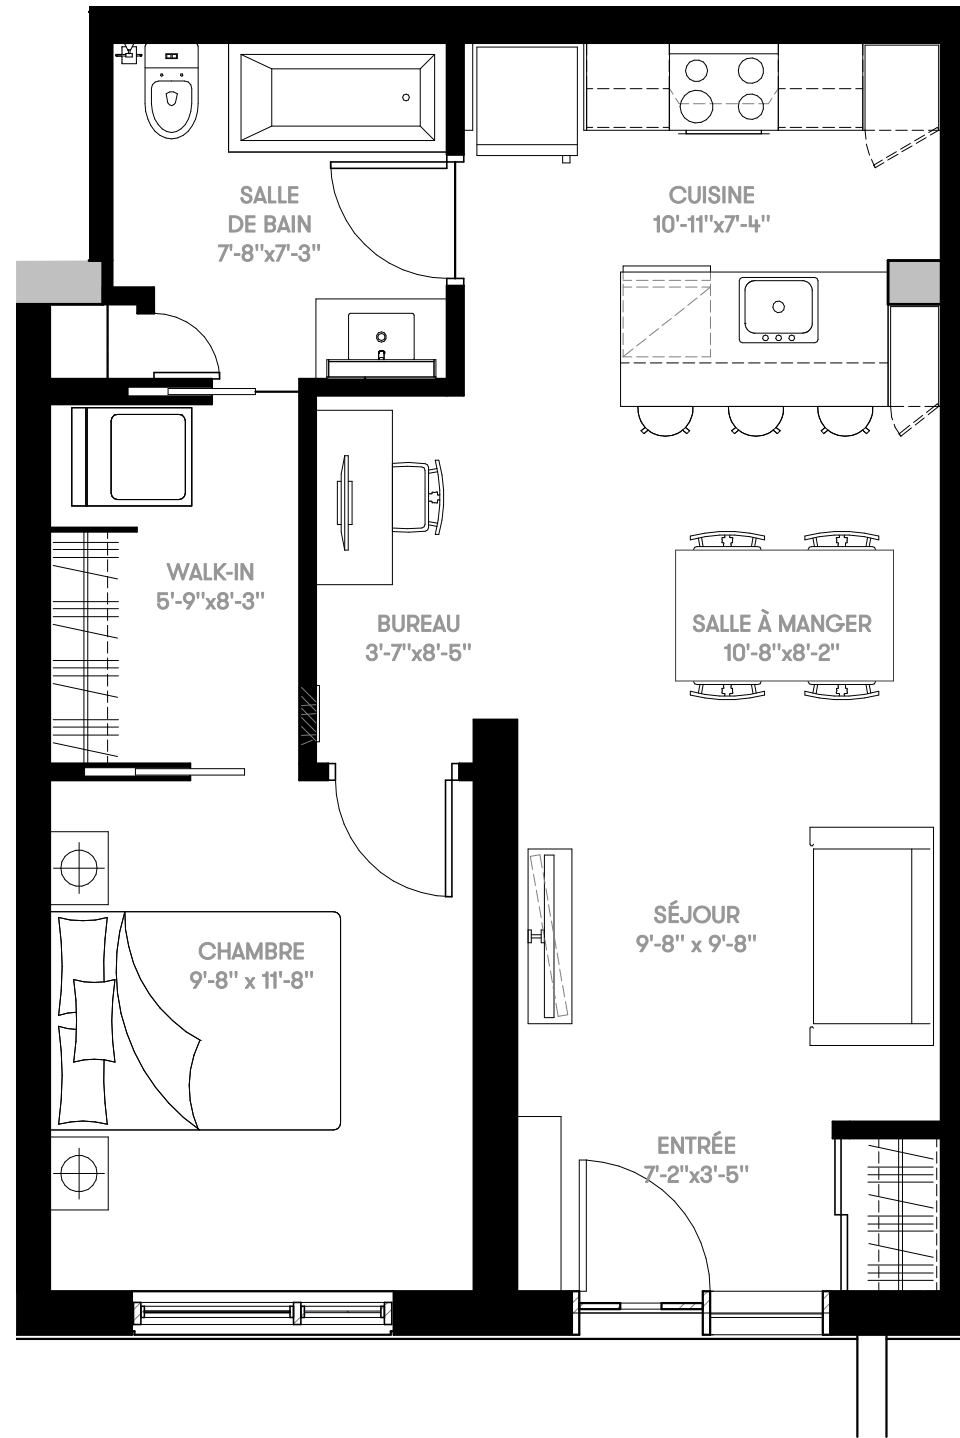 SALLE
DE BAIN
7'-8"x7'-3"
CUISINE
10'-11"x7'-4"
WALK-IN
5'-9"x8'-3"
BUREAU
3'-7"x8'-5"
SALLE À MANGER
10'-8"x8'-2"
SÉJOUR
9'-8" x 9'-8"
CHAMBRE
9'-8" x 11'-8"
ENTRÉE
7'-2"x3'-5"